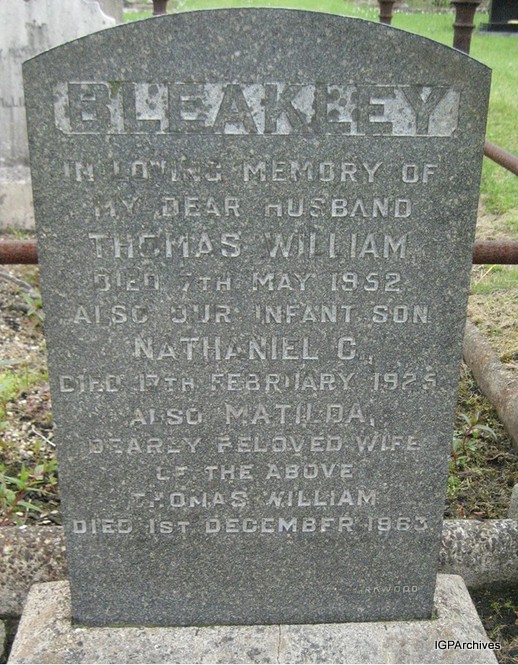 BLEAKLEY
IN LOVING MEMORY OF
MY DEAR HUSBAND
THOMAS WILLIAM,
DIED 7TH MAY 1952.
ALSO OUR INFANT SON
NATHANIEL C.,
DIED 17TH FEBRUARY 1925.
ALSO MATILDA,
DEARLY BELOVED WIFE
OF THE ABOVE
THOMAS WILLIAM
DIED 1ST DECEMBER 1963.
IGPArchives